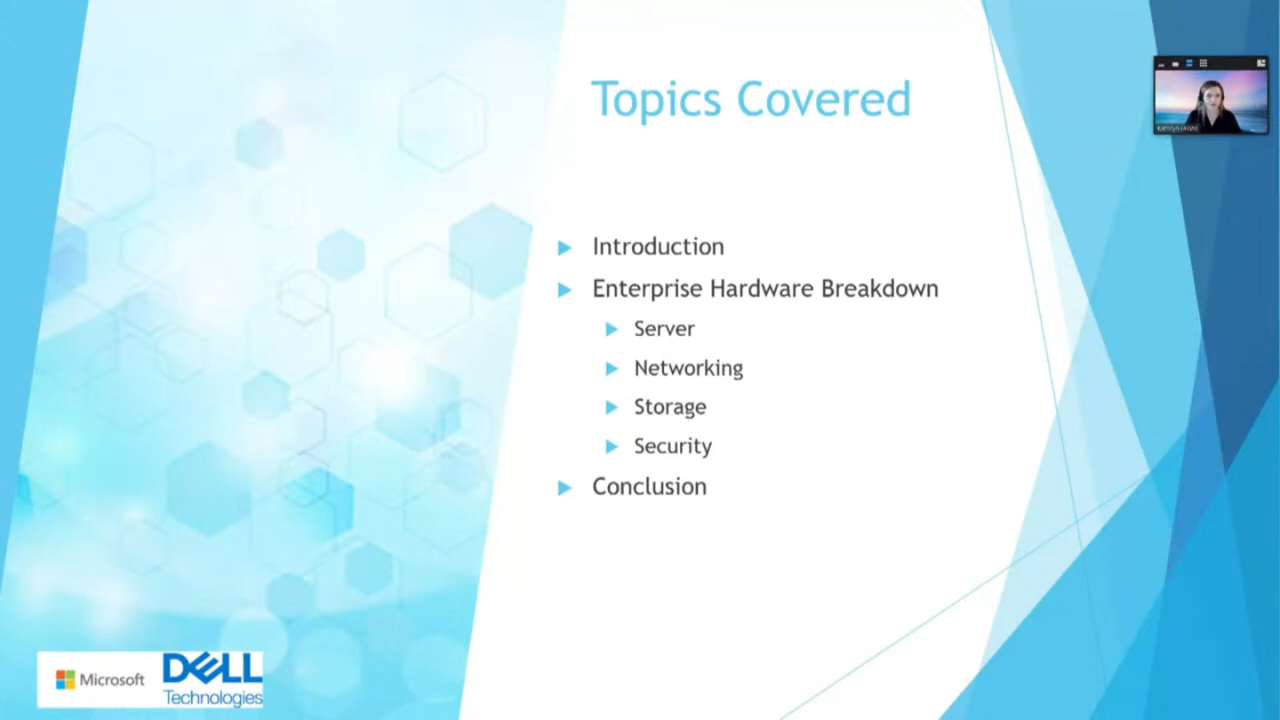 Topics Covered
Introduction
Enterprise Hardware Breakdown
Server
Networking
Storage
Security
Conclusion
Microsoft
DELL
Technologies